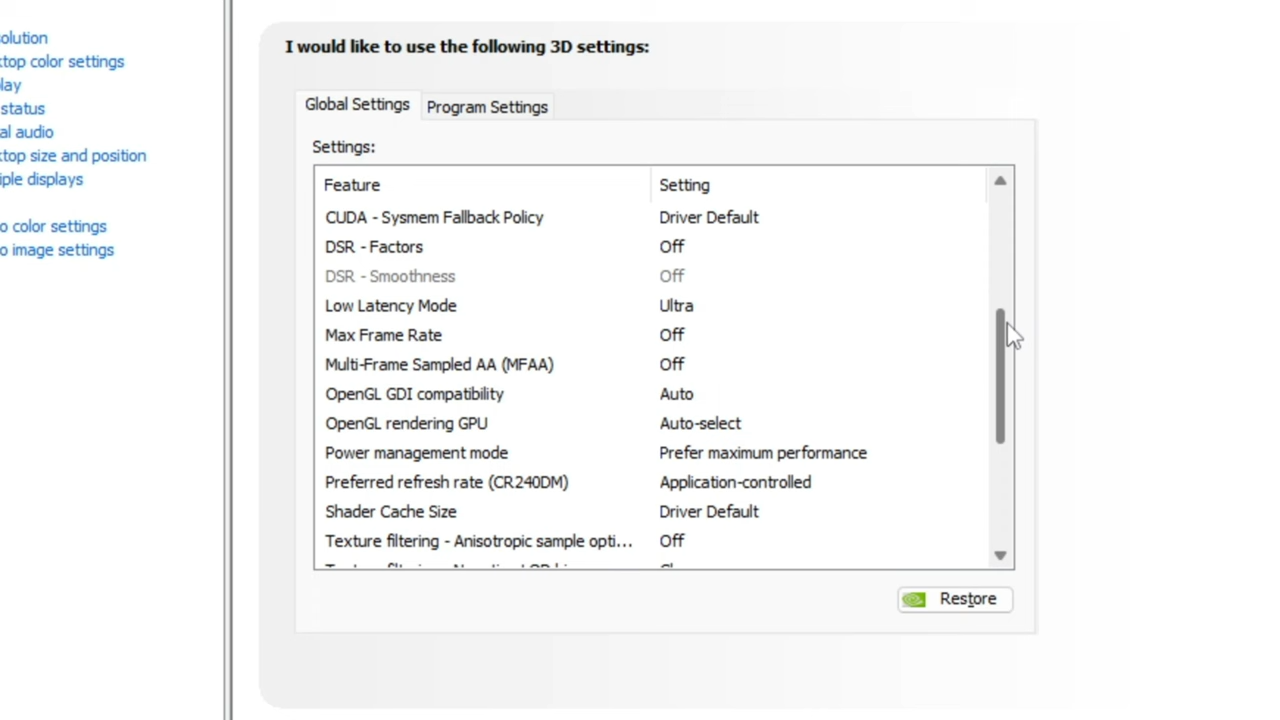 olution
ktop color settings
lay
status
al audio
ktop size and position
iple displays
o color settings
o image settings
I would like to use the following 3D settings:
Global Settings
Program Settings
Settings:
Feature Setting
CUDA - Sysmem Fallback Policy Driver Default
DSR - Factors Off
DSR - Smoothness Off
Low Latency Mode Ultra
Max Frame Rate Off
Multi-Frame Sampled AA (MFAA) Off
OpenGL GDI compatibility Auto
OpenGL rendering GPU Auto-select
Power management mode Prefer maximum performance
Preferred refresh rate (CR240DM) Application-controlled
Shader Cache Size Driver Default
Texture filtering - Anisotropic sample opti... Off
Restore